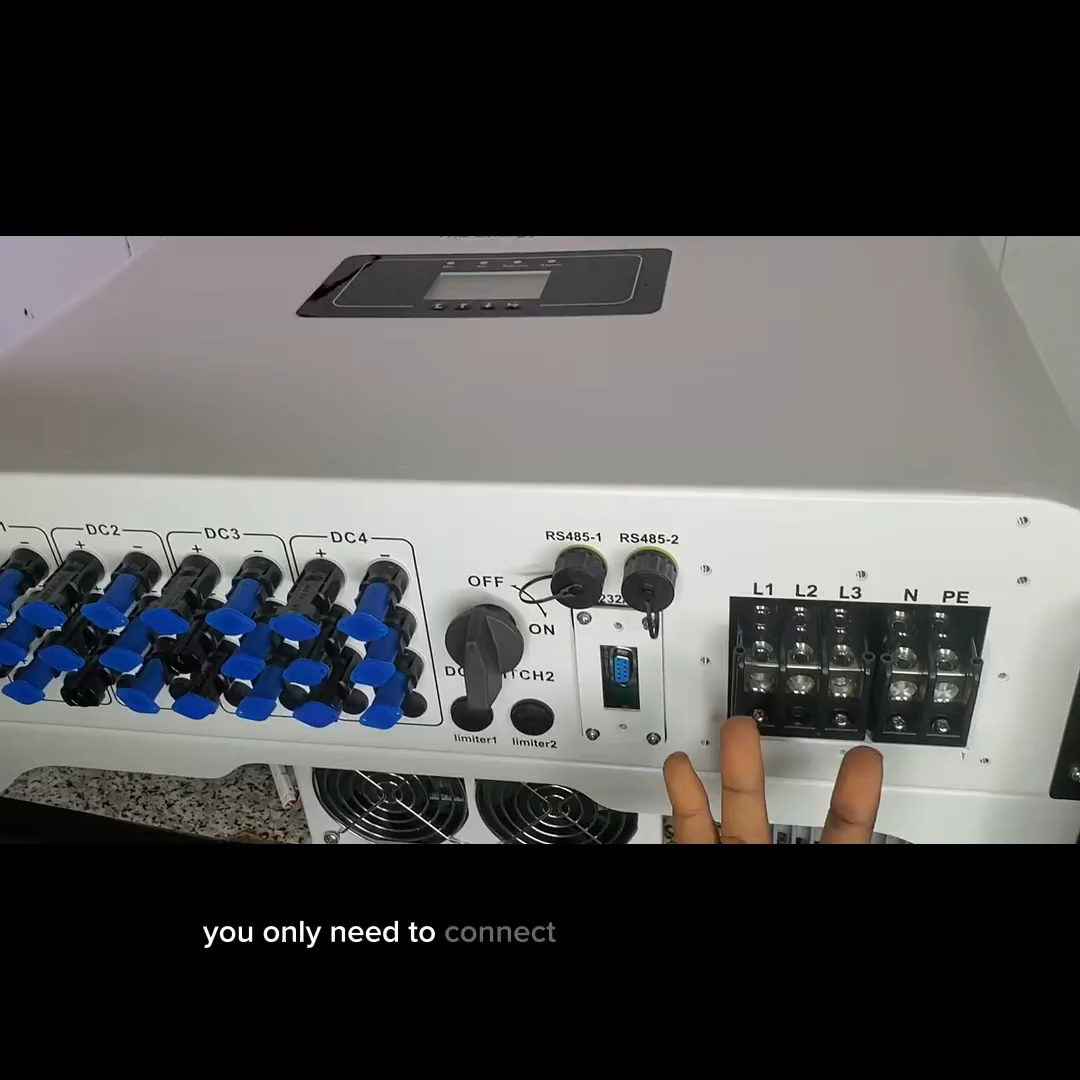 DC2
DC3
DC4
+ -
+ -
+ -
OFF
ON
RS485-1 RS485-2
L1 L2 L3 N PE
limiter1 limiter2
you only need to connect